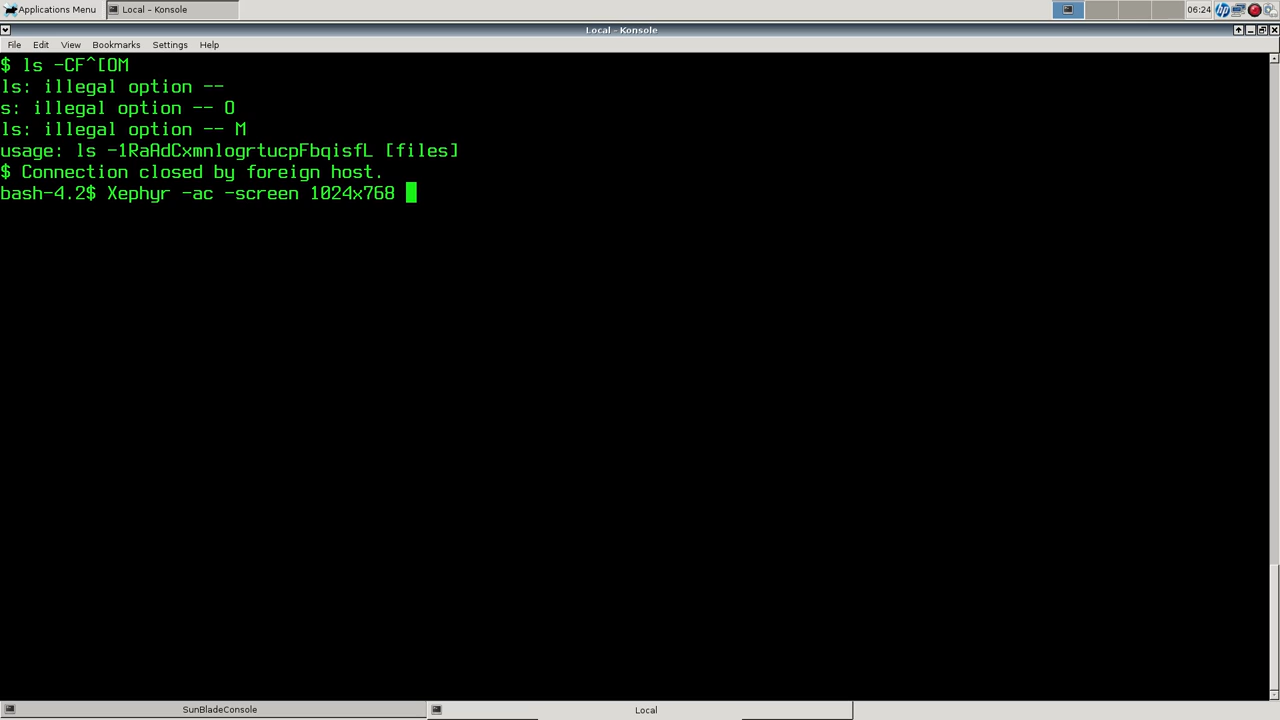 Applications Menu
Local - Konsole
06:24
Local - Konsole
File Edit View Bookmarks Settings Help
$ ls -CF^[OM
ls: illegal option --
s: illegal option -- O
ls: illegal option -- M
usage: ls -1RaAdCxmnlogrtucpFbqisfL [files]
$ Connection closed by foreign host.
bash-4.2$ Xephyr -ac -screen 1024x768
SunBladeConsole
Local